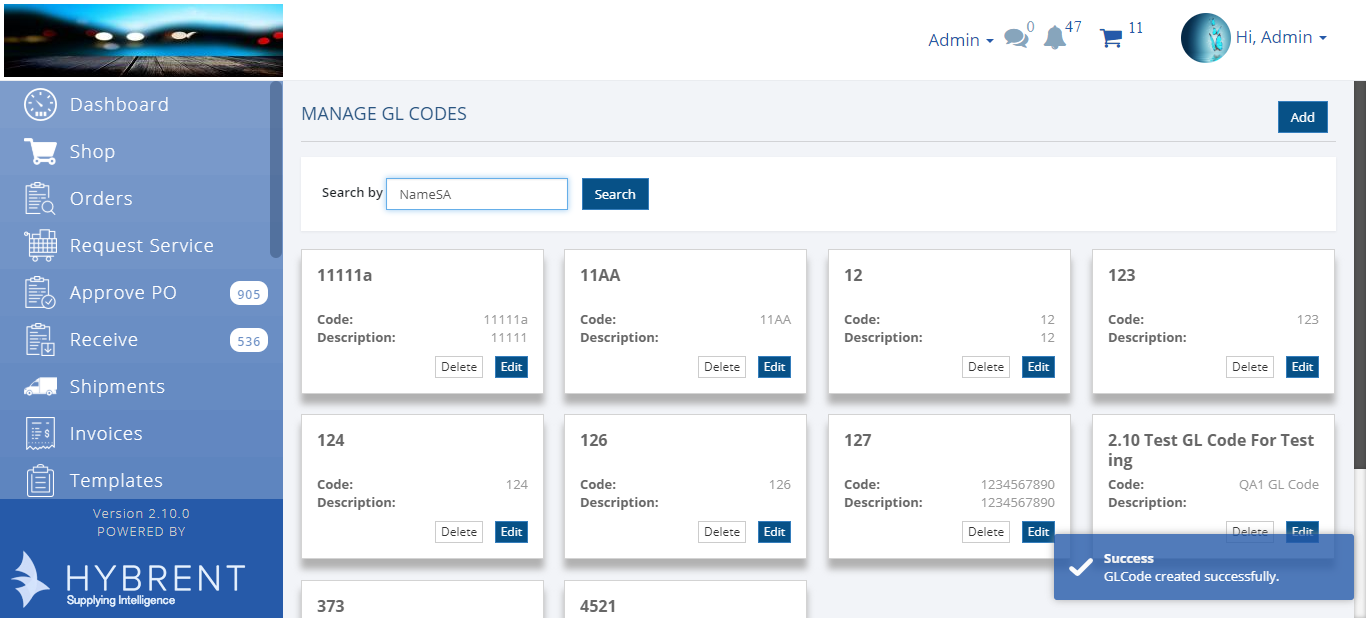 Admin
0
47
11
Hi, Admin
Dashboard
Shop
Orders
Request Service
Approve PO 905
Receive 536
Shipments
Invoices
Templates
Version 2.10.0
POWERED BY
HYBRENT
Supplying Intelligence
MANAGE GL CODES
Add
Search by NameSA Search
11111a
Code: 11111a
Description: 11111
Delete Edit
11AA
Code: 11AA
Description:
Delete Edit
12
Code: 12
Description: 12
Delete Edit
123
Code: 123
Description:
Delete Edit
124
Code: 124
Description:
Delete Edit
126
Code: 126
Description:
Delete Edit
127
Code: 1234567890
Description: 1234567890
Delete Edit
2.10 Test GL Code For Test
ing
Code: QA1 GL Code
Description:
Delete Edit
373
4521
Success
GLCode created successfully.